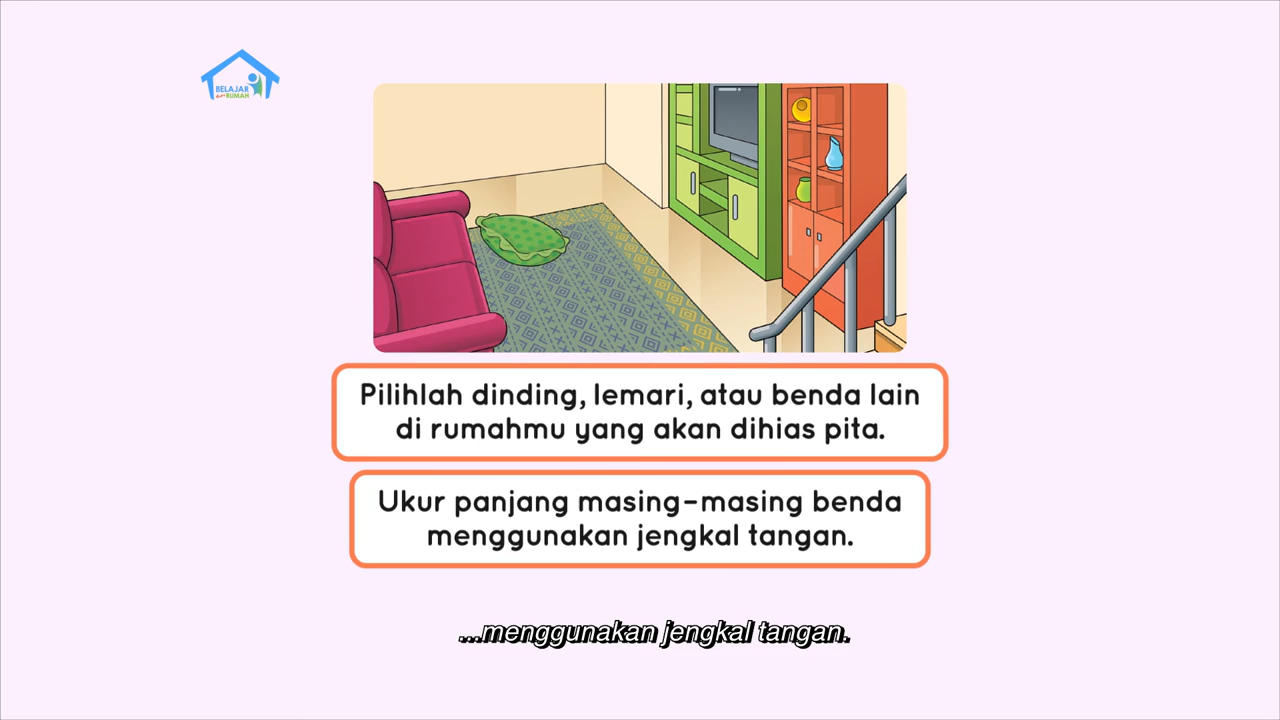 BELAJAR
dari RUMAH
Pilihlah dinding, lemari, atau benda lain
di rumahmu yang akan dihias pita.
Ukur panjang masing-masing benda
menggunakan jengkal tangan.
...menggunakan jengkal tangan.